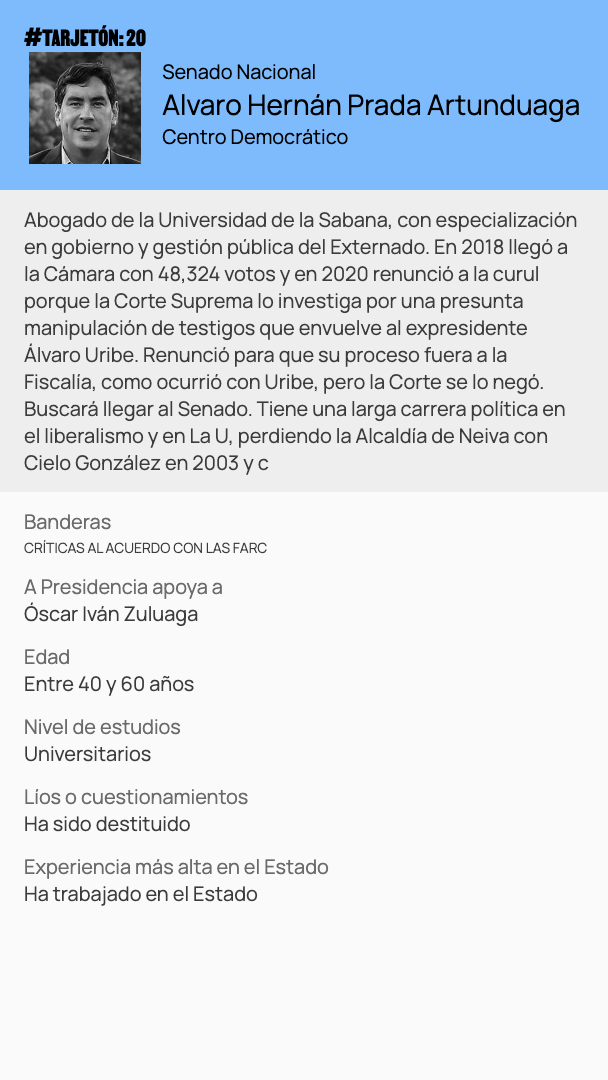 #TARJETÓN: 20
Senado Nacional
Alvaro Hernán Prada Artunduaga
Centro Democrático
Abogado de la Universidad de la Sabana, con especialización
en gobierno y gestión pública del Externado. En 2018 llegó a
la Cámara con 48,324 votos y en 2020 renunció a la curul
porque la Corte Suprema lo investiga por una presunta
manipulación de testigos que envuelve al expresidente
Álvaro Uribe. Renunció para que su proceso fuera a la
Fiscalía, como ocurrió con Uribe, pero la Corte se lo negó.
Buscará llegar al Senado. Tiene una larga carrera política en
el liberalismo y en La U, perdiendo la Alcaldía de Neiva con
Cielo González en 2003 y c
Banderas
CRÍTICAS AL ACUERDO CON LAS FARC
A Presidencia apoya a
Óscar Iván Zuluaga
Edad
Entre 40 y 60 años
Nivel de estudios
Universitarios
Líos o cuestionamientos
Ha sido destituido
Experiencia más alta en el Estado
Ha trabajado en el Estado